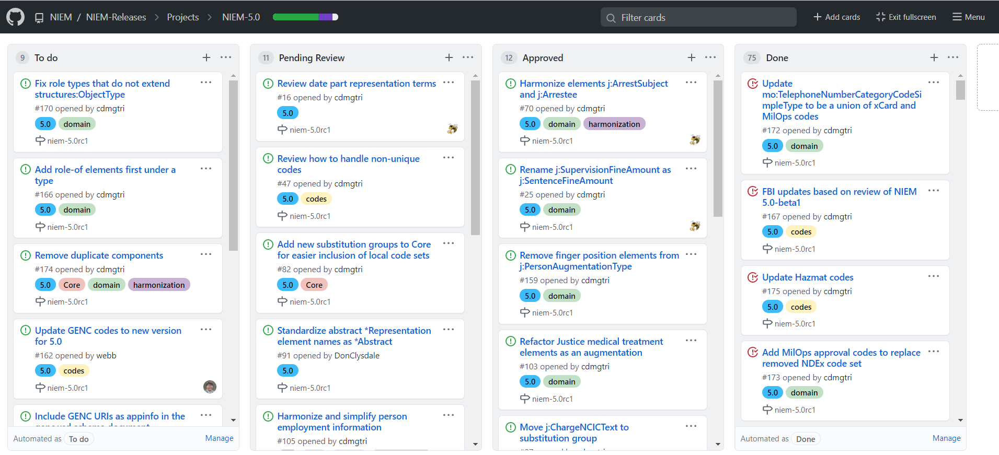 NIEM / NIEM-Releases > Projects > NIEM-5.0
Filter cards
Add cards
Exit fullscreen
Menu
9 To do
Fix role types that do not extend
structures:ObjectType
#170 opened by cdmgtri
5.0 domain
niem-5.0rc1
Add role-of elements first under a
type
#166 opened by cdmgtri
5.0 domain
niem-5.0rc1
Remove duplicate components
#174 opened by cdmgtri
5.0 Core domain harmonization
niem-5.0rc1
Update GENC codes to new version
for 5.0
#162 opened by webb
5.0 codes
niem-5.0rc1
Include GENC URIs as appinfo in the
Automated as To do
Manage
11 Pending Review
Review date part representation terms
#16 opened by cdmgtri
5.0
niem-5.0rc1
Review how to handle non-unique
codes
#47 opened by cdmgtri
5.0 codes
niem-5.0rc1
Add new substitution groups to Core
for easier inclusion of local code sets
#82 opened by cdmgtri
5.0 Core
niem-5.0rc1
Standardize abstract *Representation
element names as *Abstract
#91 opened by DonClysdale
5.0
niem-5.0rc1
Harmonize and simplify person
employment information
#105 opened by cdmgtri
12 Approved
Harmonize elements j:ArrestSubject
and j:Arrestee
#70 opened by cdmgtri
5.0 domain harmonization
niem-5.0rc1
Rename j:SupervisionFineAmount as
j:SentenceFineAmount
#25 opened by cdmgtri
5.0 domain
niem-5.0rc1
Remove finger position elements from
j:PersonAugmentationType
#159 opened by cdmgtri
5.0 domain
niem-5.0rc1
Refactor Justice medical treatment
elements as an augmentation
#103 opened by cdmgtri
5.0 domain
niem-5.0rc1
Move j:ChargeNCICText to
substitution group
75 Done
Update
mo:TelephoneNumberCategoryCodeSi
mpleType to be a union of xCard and
MilOps codes
#172 opened by cdmgtri
5.0 domain
niem-5.0rc1
FBI updates based on review of NIEM
5.0-beta1
#167 opened by cdmgtri
5.0 codes
niem-5.0rc1
Update Hazmat codes
#175 opened by cdmgtri
5.0 codes
niem-5.0rc1
Add MilOps approval codes to replace
removed NDEx code set
#173 opened by cdmgtri
5.0 domain
niem-5.0rc1
Automated as Done
Manage